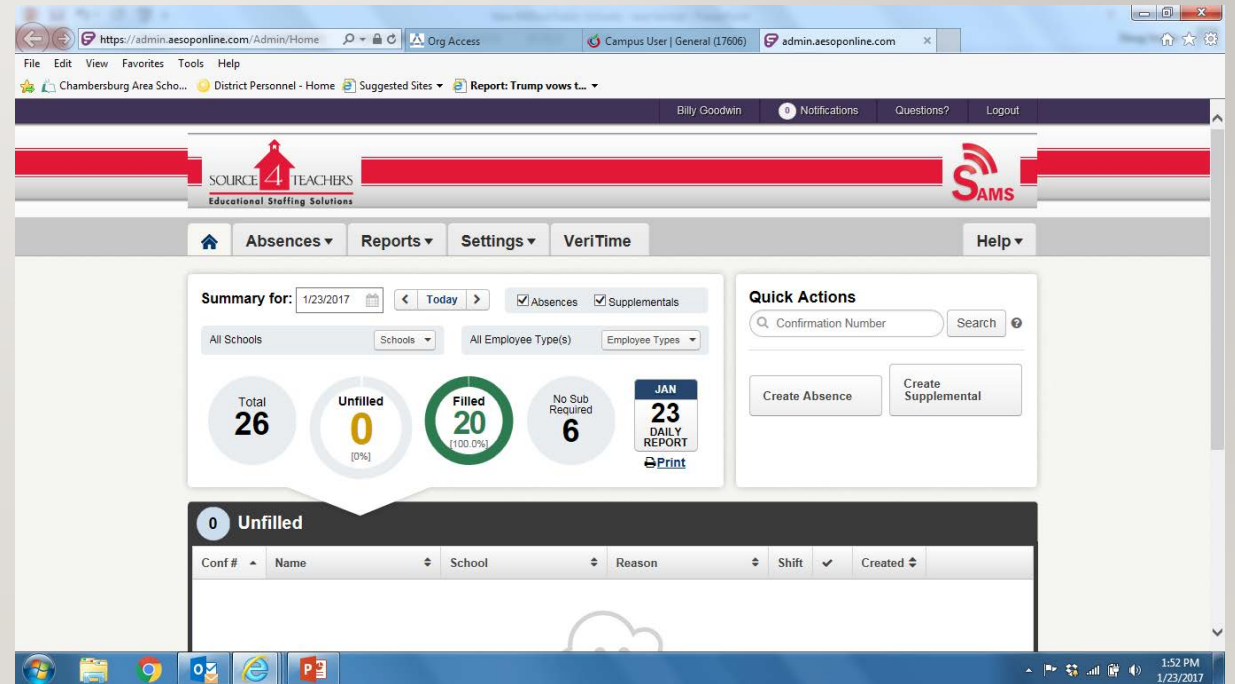 https://admin.aesoponline.com/Admin/Home
Org Access
Campus User | General (17606)
admin.aesoponline.com
File Edit View Favorites Tools Help
Chambersburg Area Scho...
District Personnel - Home
Suggested Sites
Report: Trump vows t...
Billy Goodwin
0 Notifications
Questions?
Logout
SOURCE 4 TEACHERS
Educational Staffing Solutions
SAMS
Absences
Reports
Settings
VeriTime
Help
Summary for: 1/23/2017 Today Absences Supplementals
All Schools Schools All Employee Type(s) Employee Types
Total
26
Unfilled
0
[0%]
Filled
20
[100.0%]
No Sub
Required
6
JAN
23
DAILY
REPORT
Print
Quick Actions
Confirmation Number Search
Create Absence
Create
Supplemental
0 Unfilled
Conf # Name School Reason Shift Created
1:52 PM
1/23/2017